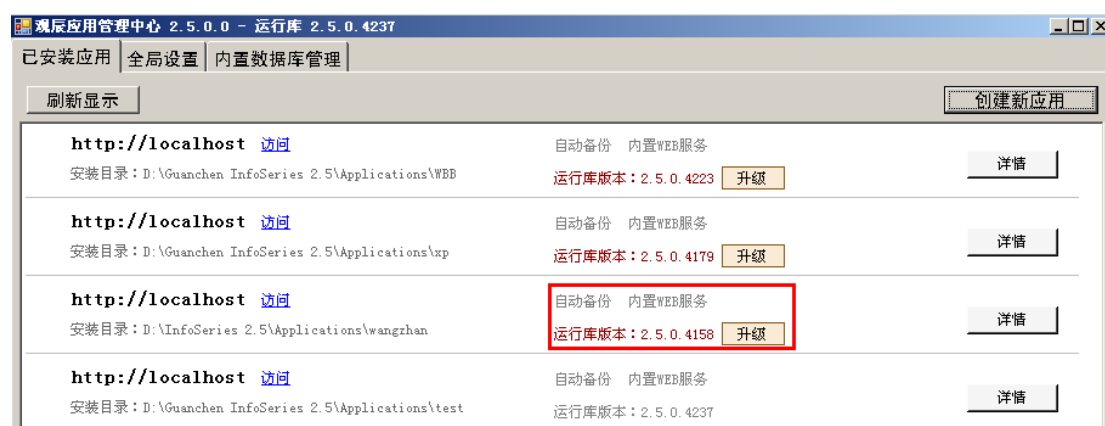 观辰应用管理中心 2.5.0.0 - 运行库 2.5.0.4237
已安装应用 全局设置 内置数据库管理
刷新显示 创建新应用
http://localhost 访问 自动备份 内置WEB服务
详情
安装目录：D:\Guanchen InfoSeries 2.5\Applications\WBB 运行库版本：2.5.0.4223 升级
http://localhost 访问 自动备份 内置WEB服务
详情
安装目录：D:\Guanchen InfoSeries 2.5\Applications\xp 运行库版本：2.5.0.4179 升级
http://localhost 访问 自动备份 内置WEB服务
详情
安装目录：D:\InfoSeries 2.5\Applications\wangzhan 运行库版本：2.5.0.4158 升级
http://localhost 访问 自动备份 内置WEB服务
详情
安装目录：D:\Guanchen InfoSeries 2.5\Applications\test 运行库版本：2.5.0.4237